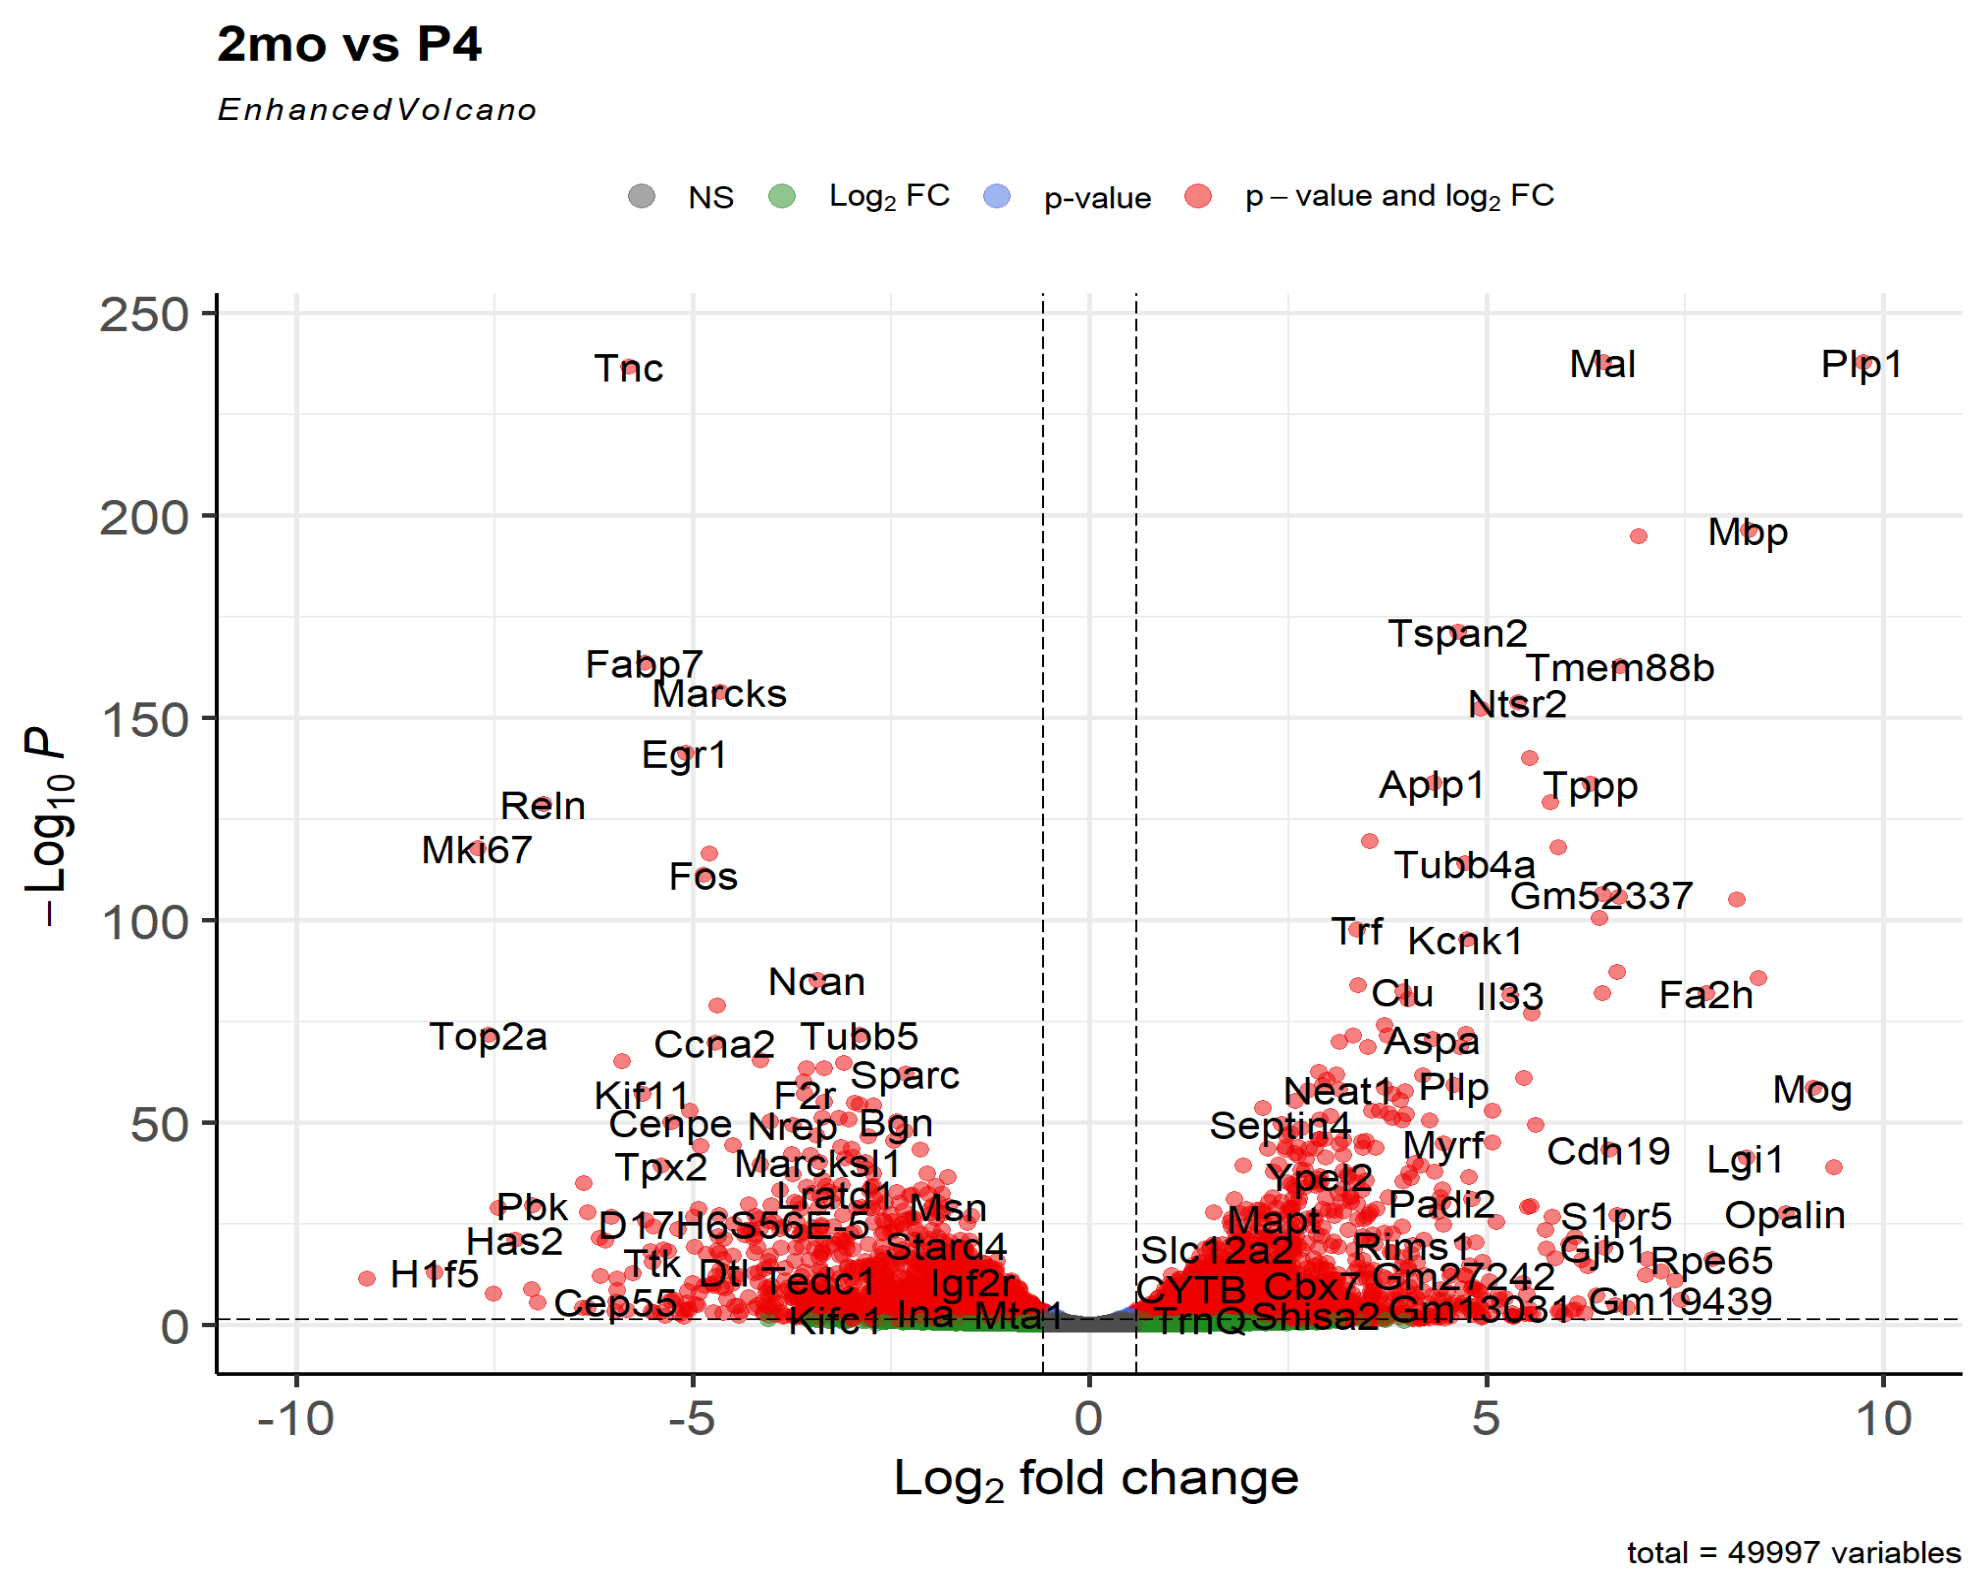 2mo vs P4
EnhancedVolcano
NS Log2 FC p-value p – value and log2 FC
250
Tnc Mal Plp1
200
Mbp
Tspan2
Fabp7 Tmem88b
Marcks Ntsr2
150
Egr1
Aplp1 Tppp
Reln
Mki67
Tubb4a
Fos
Gm52337
100
Trf Kcnk1
Ncan Clu Il33 Fa2h
Top2a Ccna2 Tubb5 Aspa
Sparc
Kif11 F2r Neat1 Pllp Mog
50
Cenpe Nrep Bgn Septin4
Myrf Cdh19 Lgi1
Tpx2 Marcksl1
Ypel2
Pbk Lratd1 Msn Padi2 S1pr5 Opalin
D17H6S56E-5 Mapt
Has2 Stard4 Slc12a2 Rims1 Gjb1 Rpe65
H1f5 Ttk Dtl Tedc1 Igf2r CYTB Cbx7 Gm27242
Cep55 Gm19439
Kifc1 Ina Mta1 TrnQ Shisa2 Gm13031
0
-10 -5 0 5 10
–Log10 P
Log2 fold change
total = 49997 variables